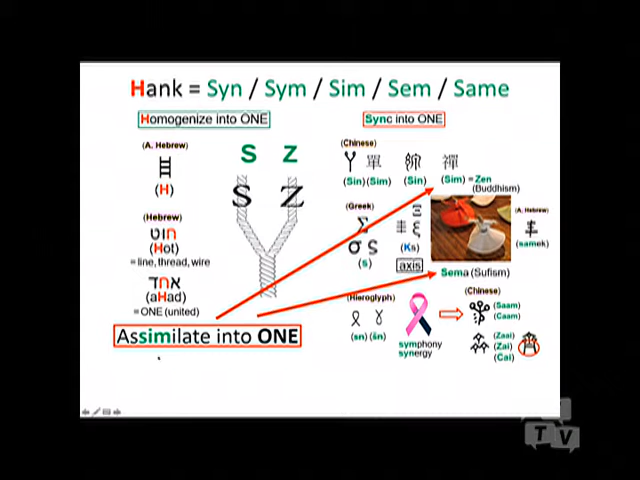 Hank = Syn / Sym / Sim / Sem / Same
Homogenize into ONE
Sync into ONE
(A. Hebrew)
(H)
(Hebrew)
חוט
(Hot)
= line, thread, wire
אחד
(aHad)
= ONE (united)
S Z
S Z
(Chinese)
單 禪
(Sin) (Sim) (Sin) (Sim) = Zen
(Buddhism)
(Greek)
Σ Ξ
σ ς ξ
(s) (Ks)
axis
(A. Hebrew)
(samek)
Sema (Sufism)
(Hieroglyph)
(sn) (šn)
symphony
synergy
(Chinese)
(Saam)
(Caam)
(Zaai)
(Zai)
(Cai)
Assimilate into ONE
TV